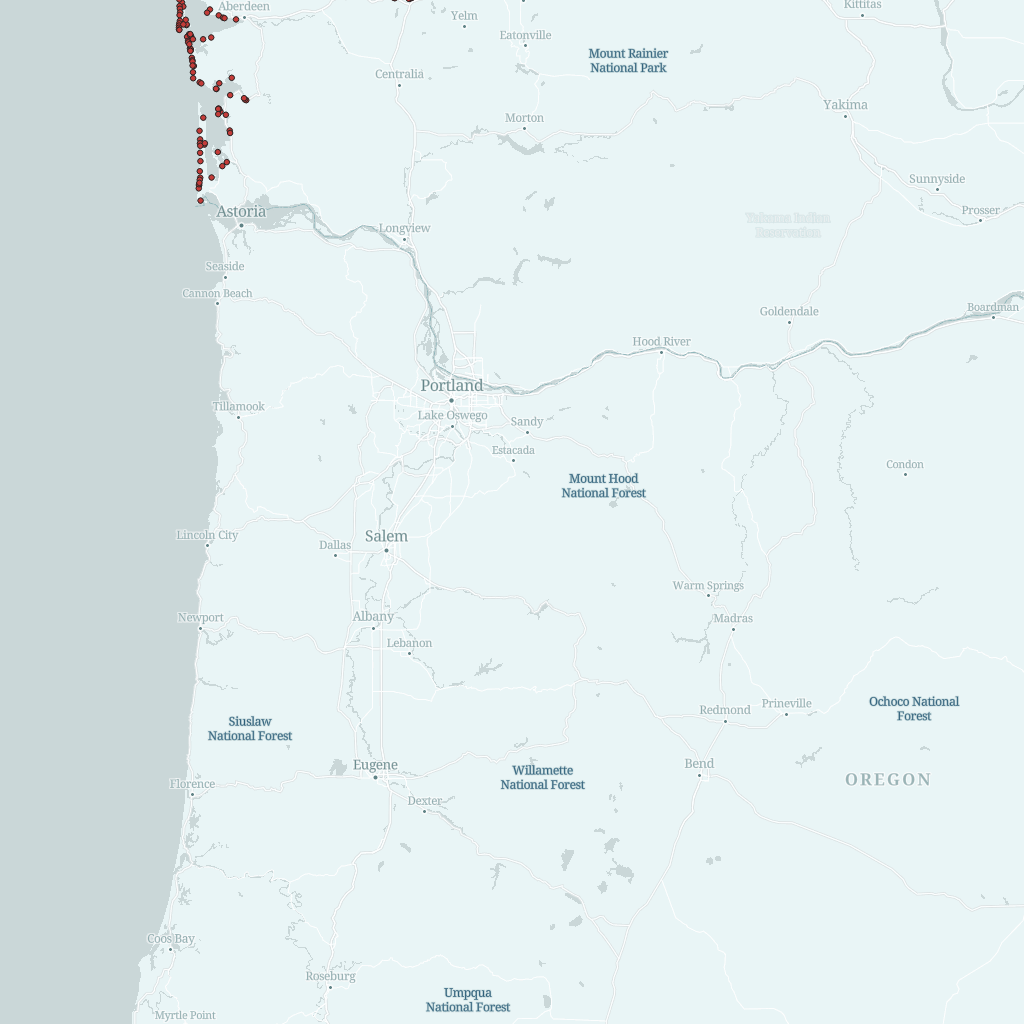 Aberdeen
Yelm
Kittitas
Eatonville
Mount Rainier
National Park
Centralia
Yakima
Morton
Sunnyside
Prosser
Astoria
Yakama Indian
Reservation
Longview
Seaside
Cannon Beach
Boardman
Goldendale
Hood River
Portland
Tillamook
Lake Oswego
Sandy
Estacada
Condon
Mount Hood
National Forest
Lincoln City
Salem
Dallas
Warm Springs
Newport
Albany
Madras
Lebanon
Ochoco National
Forest
Prineville
Redmond
Siuslaw
National Forest
Eugene
Bend
Willamette
National Forest
OREGON
Florence
Dexter
Coos Bay
Roseburg
Umpqua
National Forest
Myrtle Point